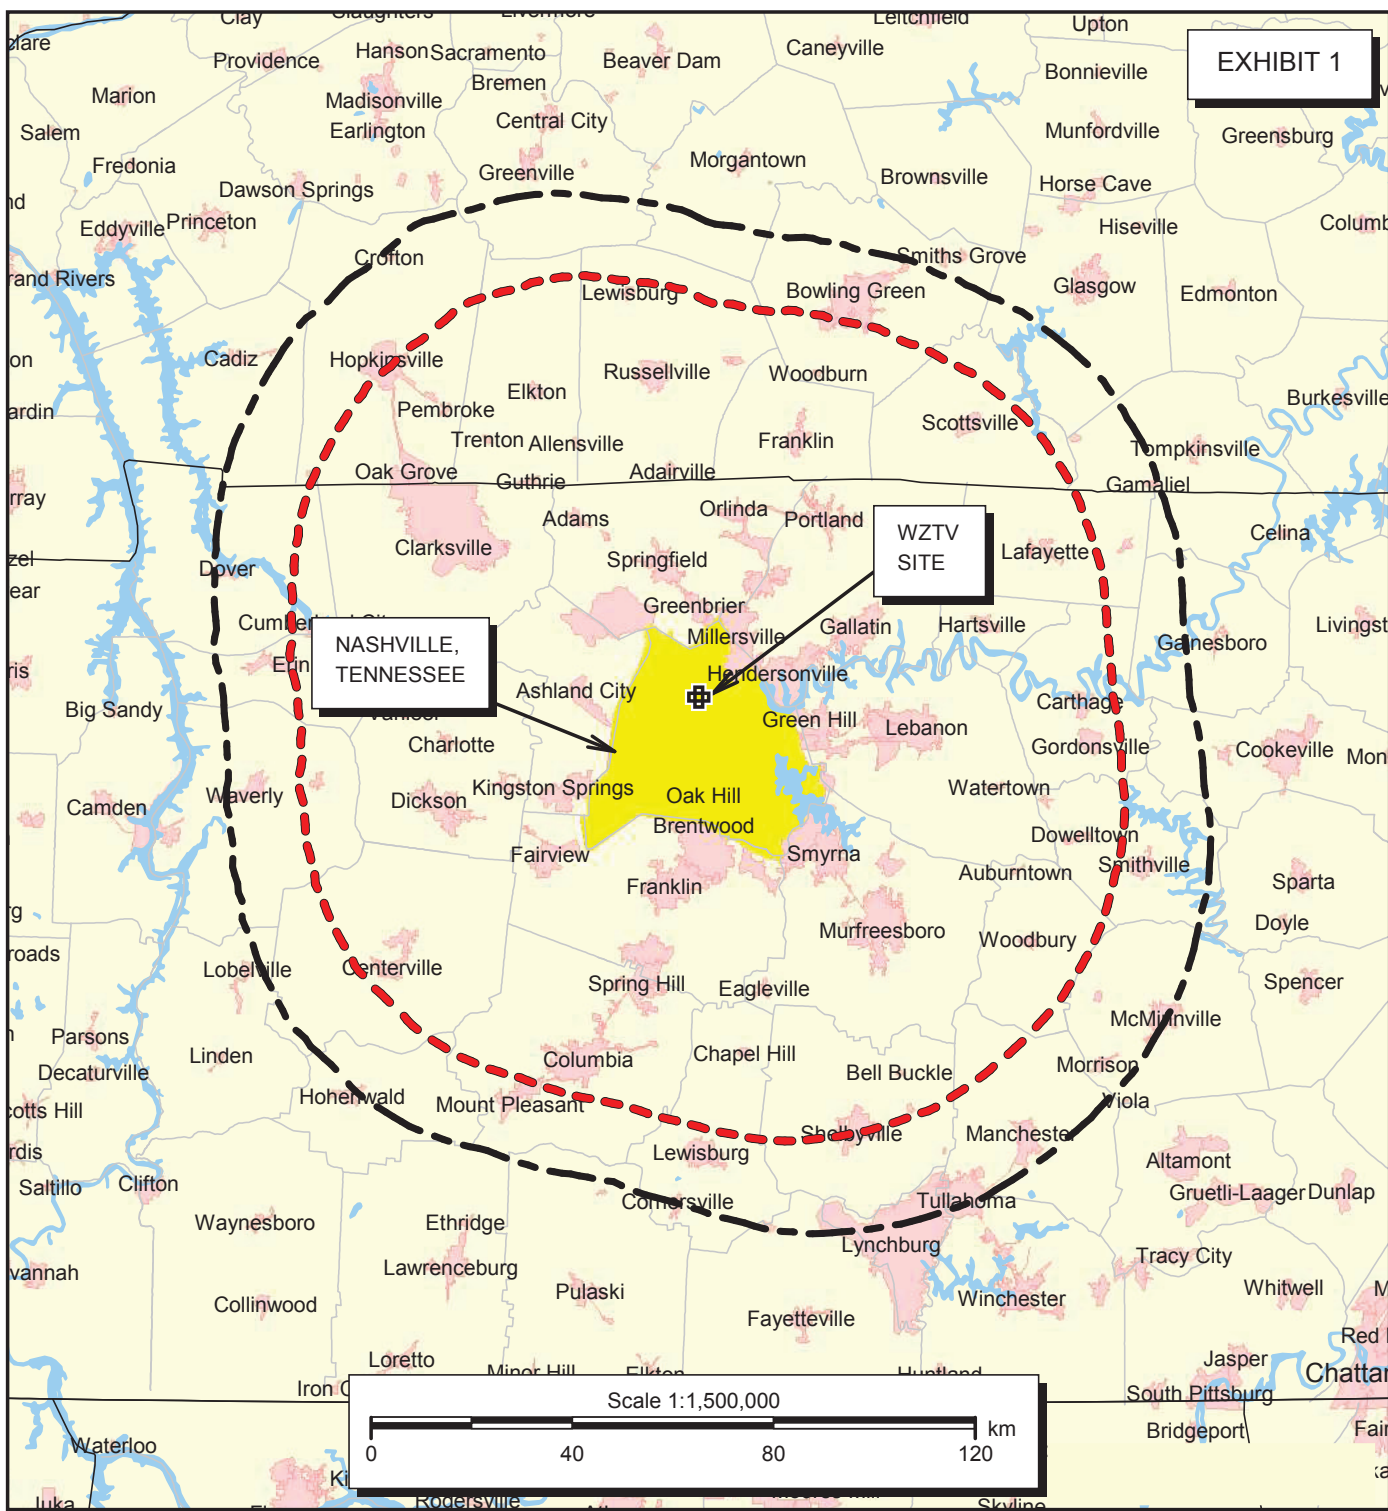 Clay
Leitchfield
Upton
Hanson
Sacramento
Caneyville
Providence
Beaver Dam
EXHIBIT 1
Bonnieville
Bremen
Marion
Madisonville
Central City
Salem
Earlington
Munfordville
Greensburg
Fredonia
Greenville
Morgantown
Brownsville
Dawson Springs
Horse Cave
Eddyville
Princeton
Hiseville
Crofton
Smiths Grove
Lewisburg
Bowling Green
Glasgow
Edmonton
Cadiz
Hopkinsville
Russellville
Woodburn
Elkton
Burkesville
Pembroke
Scottsville
Trenton
Allensville
Franklin
Tompkinsville
Oak Grove
Guthrie
Adairville
Gamaliel
Orlinda
Adams
Portland
WZTV
SITE
Celina
Clarksville
Springfield
Lafayette
Dover
Greenbrier
Millersville
Gallatin
Hartsville
NASHVILLE,
TENNESSEE
Gainesboro
Erin
Hendersonville
Ashland City
Carthage
Big Sandy
Green Hill
Lebanon
Charlotte
Gordonsville
Cookeville
Waverly
Kingston Springs
Watertown
Camden
Dickson
Oak Hill
Brentwood
Dowelltown
Fairview
Smyrna
Smithville
Auburntown
Franklin
Sparta
Murfreesboro
Woodbury
Doyle
Lobelville
Centerville
Spring Hill
Eagleville
Spencer
McMinnville
Parsons
Linden
Columbia
Chapel Hill
Morrison
Decaturville
Bell Buckle
Hohenwald
Mount Pleasant
Viola
Shelbyville
Manchester
Lewisburg
Altamont
Saltillo
Clifton
Cornersville
Tullahoma
Gruetli-Laager
Dunlap
Waynesboro
Ethridge
Lynchburg
Tracy City
Lawrenceburg
Whitwell
Collinwood
Pulaski
Winchester
Fayetteville
Loretto
Jasper
South Pittsburg
Scale 1:1,500,000
km
0 40 80 120
Waterloo
Bridgeport
Rodersville
Skyline